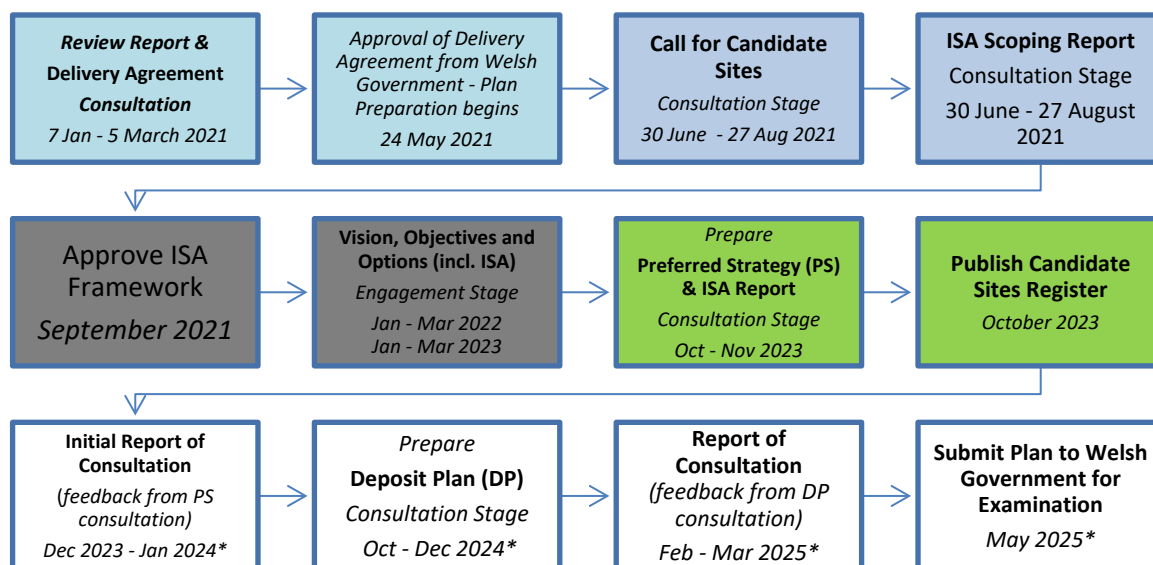 Review Report &
Delivery Agreement
Consultation
7 Jan - 5 March 2021
Approval of Delivery
Agreement from Welsh
Government - Plan
Preparation begins
24 May 2021
Call for Candidate
Sites
Consultation Stage
30 June - 27 Aug 2021
ISA Scoping Report
Consultation Stage
30 June - 27 August
2021
Approve ISA
Framework
September 2021
Vision, Objectives and
Options (incl. ISA)
Engagement Stage
Jan - Mar 2022
Jan - Mar 2023
Prepare
Preferred Strategy (PS)
& ISA Report
Consultation Stage
Oct - Nov 2023
Publish Candidate
Sites Register
October 2023
Initial Report of
Consultation
(feedback from PS
consultation)
Dec 2023 - Jan 2024*
Prepare
Deposit Plan (DP)
Consultation Stage
Oct - Dec 2024*
Report of
Consultation
(feedback from DP
consultation)
Feb - Mar 2025*
Submit Plan to Welsh
Government for
Examination
May 2025*